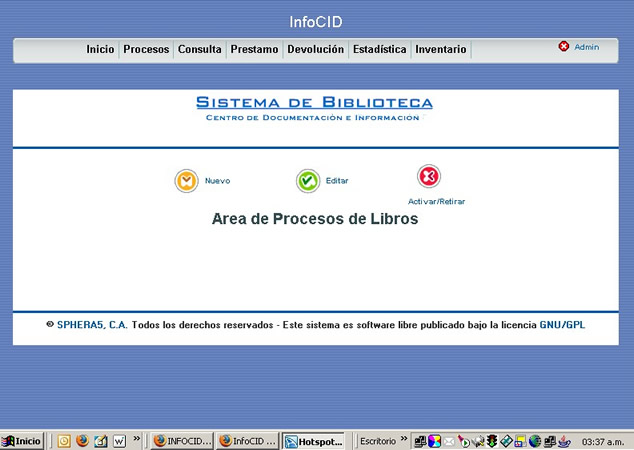 InfoCID
Inicio Procesos Consulta Prestamo Devolución Estadística Inventario Admin
SISTEMA DE BIBLIOTECA
CENTRO DE DOCUMENTACIÓN E INFORMACIÓN
Nuevo Editar Activar/Retirar
Area de Procesos de Libros
© SPHERA5, C.A. Todos los derechos reservados - Este sistema es software libre publicado bajo la licencia GNU/GPL
Inicio » INFOCID... InfoCID ... Hotspot... Escritorio » 03:37 a.m.